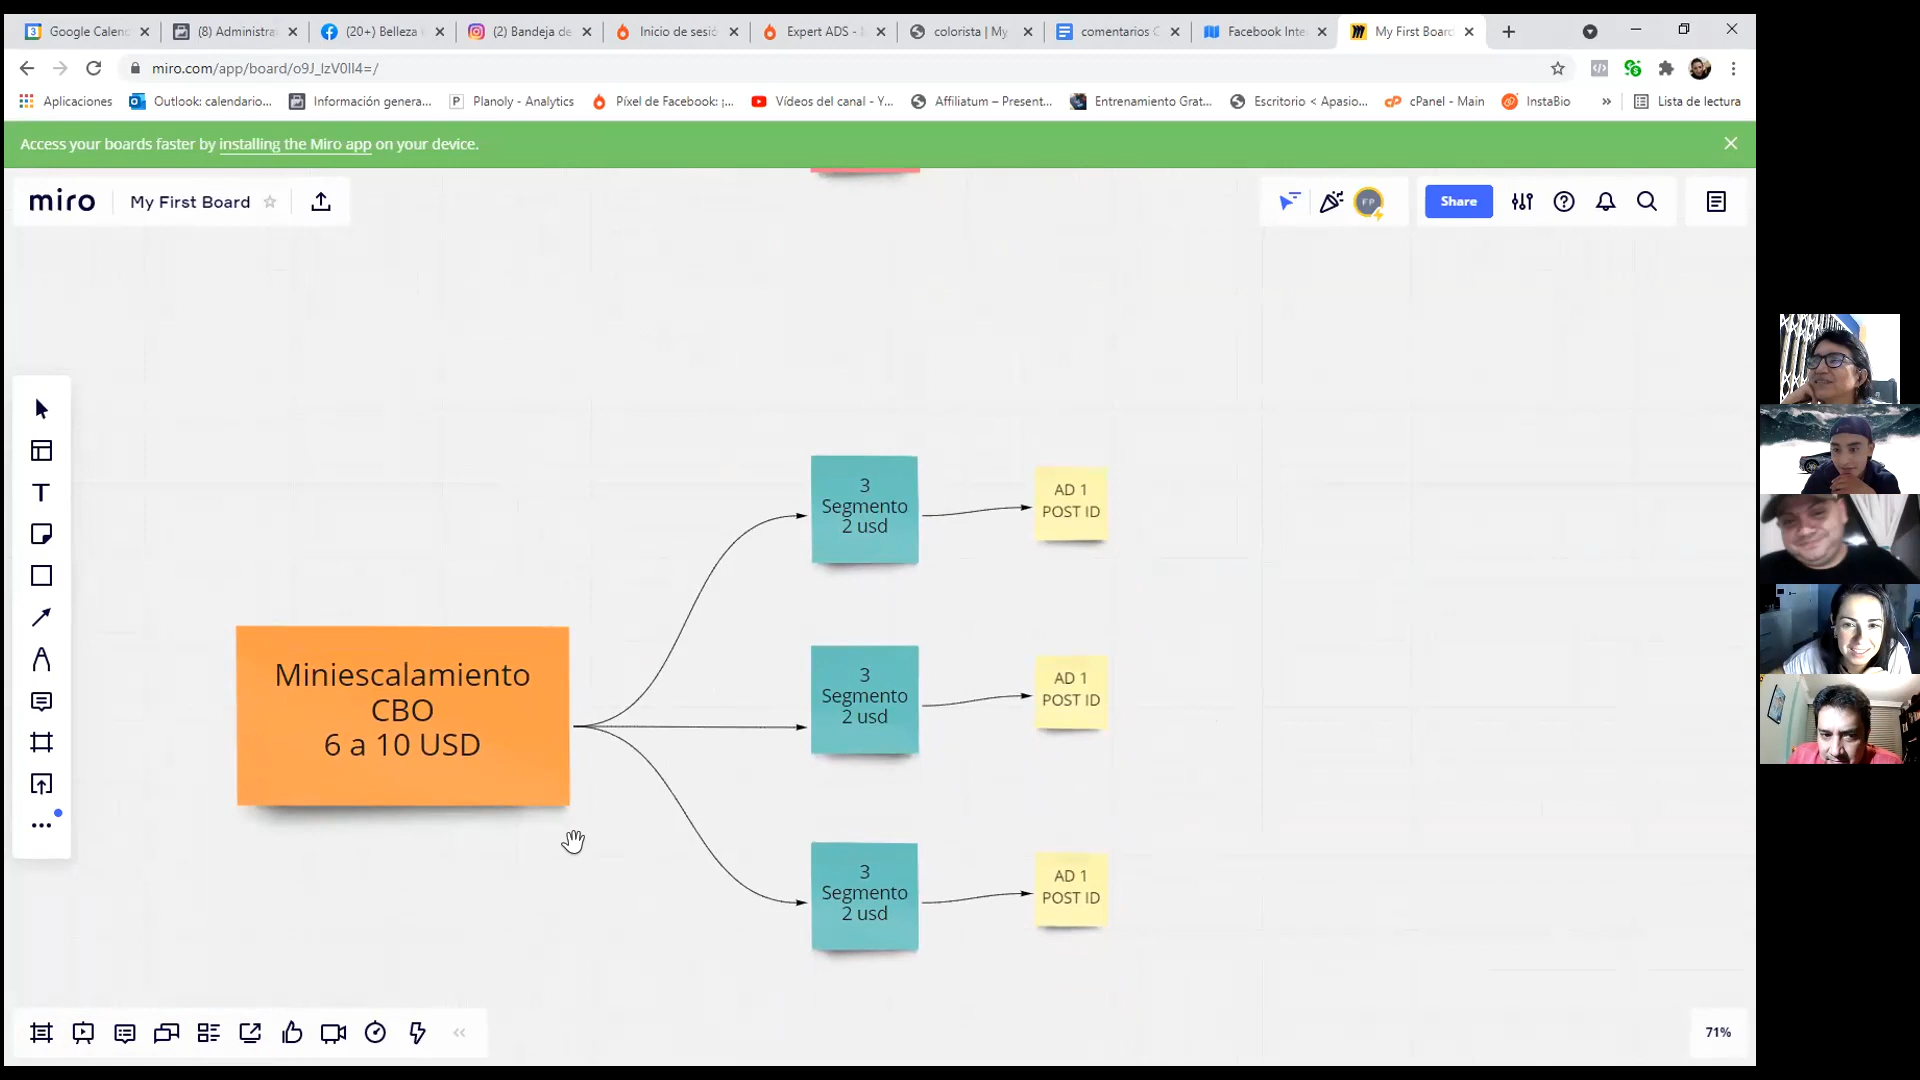 Google Calen
(8) Administra
(20+) Belleza
(2) Bandeja de
Inicio de sesió
Expert ADS -
colorista | My
comentarios C
Facebook Inte
My First Board
miro.com/app/board/o9J_lzV0lI4=/
Aplicaciones
Outlook: calendario...
Información genera...
Planoly - Analytics
Píxel de Facebook: ¡...
Vídeos del canal - Y...
Affiliatum – Present...
Entrenamiento Grat...
Escritorio < Apasio...
cPanel - Main
InstaBio
»
Lista de lectura
Access your boards faster by installing the Miro app on your device.
miro
My First Board
FP
Share
3
Segmento
2 usd
AD 1
POST ID
Miniescalamiento
CBO
6 a 10 USD
3
Segmento
2 usd
AD 1
POST ID
3
Segmento
2 usd
AD 1
POST ID
71%